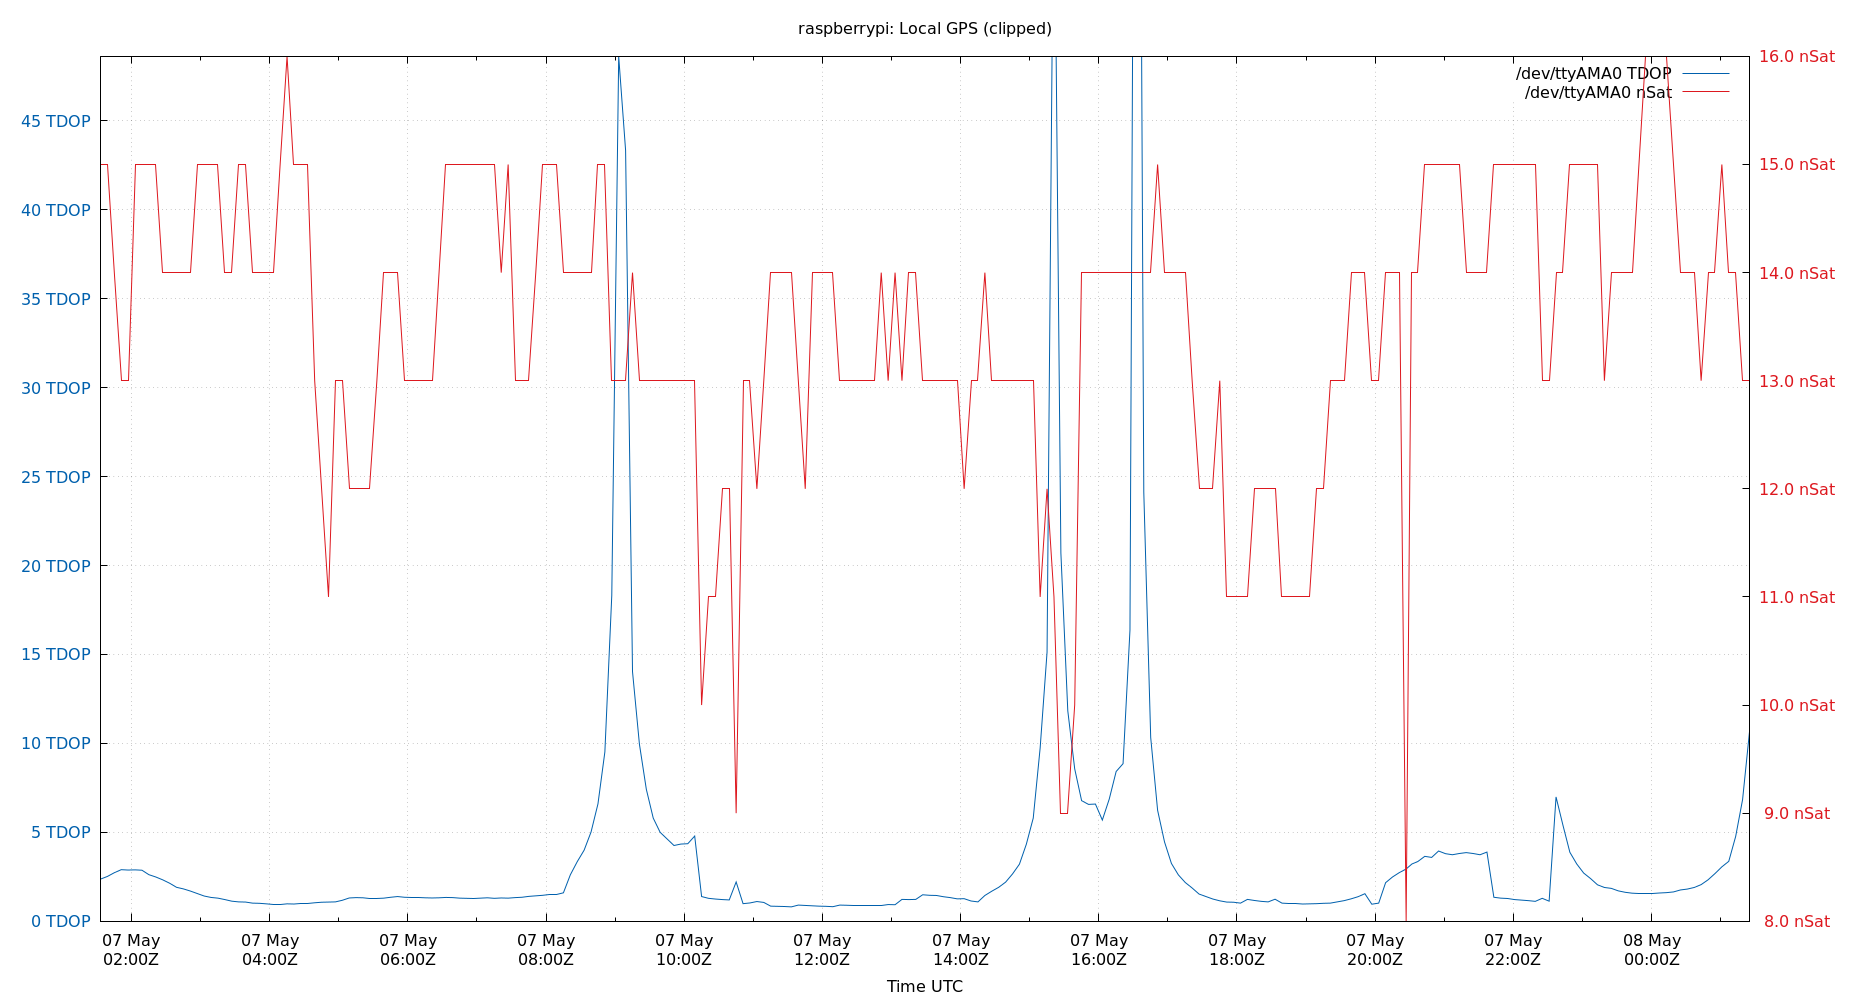 raspberrypi: Local GPS (clipped)
/dev/ttyAMA0 TDOP
/dev/ttyAMA0 nSat
45 TDOP
40 TDOP
35 TDOP
30 TDOP
25 TDOP
20 TDOP
15 TDOP
10 TDOP
5 TDOP
0 TDOP
16.0 nSat
15.0 nSat
14.0 nSat
13.0 nSat
12.0 nSat
11.0 nSat
10.0 nSat
9.0 nSat
8.0 nSat
07 May
02:00Z
07 May
04:00Z
07 May
06:00Z
07 May
08:00Z
07 May
10:00Z
07 May
12:00Z
07 May
14:00Z
07 May
16:00Z
07 May
18:00Z
07 May
20:00Z
07 May
22:00Z
08 May
00:00Z
Time UTC